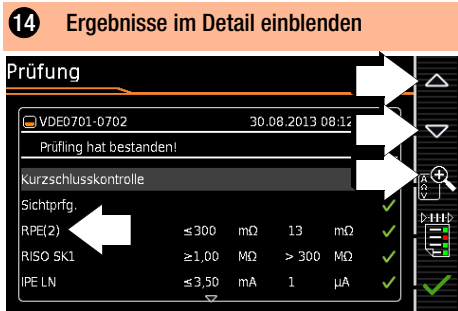 14 Ergebnisse im Detail einblenden
Prüfung
VDE0701-0702 30.08.2013 08:12
Prüfling hat bestanden!
Kurzschlusskontrolle
Sichtprfg.
RPE(2) ≤300 mΩ 13 mΩ
RISO SK1 ≥1,00 MΩ > 300 MΩ
IPE LN ≤3,50 mA 1 µA